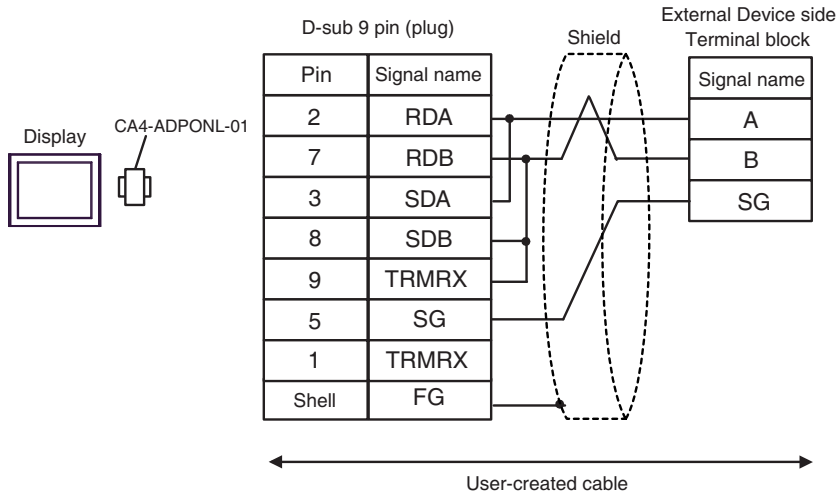 D-sub 9 pin (plug)
Shield
External Device side
Terminal block
Display
CA4-ADPONL-01
Pin Signal name
2 RDA
7 RDB
3 SDA
8 SDB
9 TRMRX
5 SG
1 TRMRX
Shell FG
Signal name
A
B
SG
User-created cable